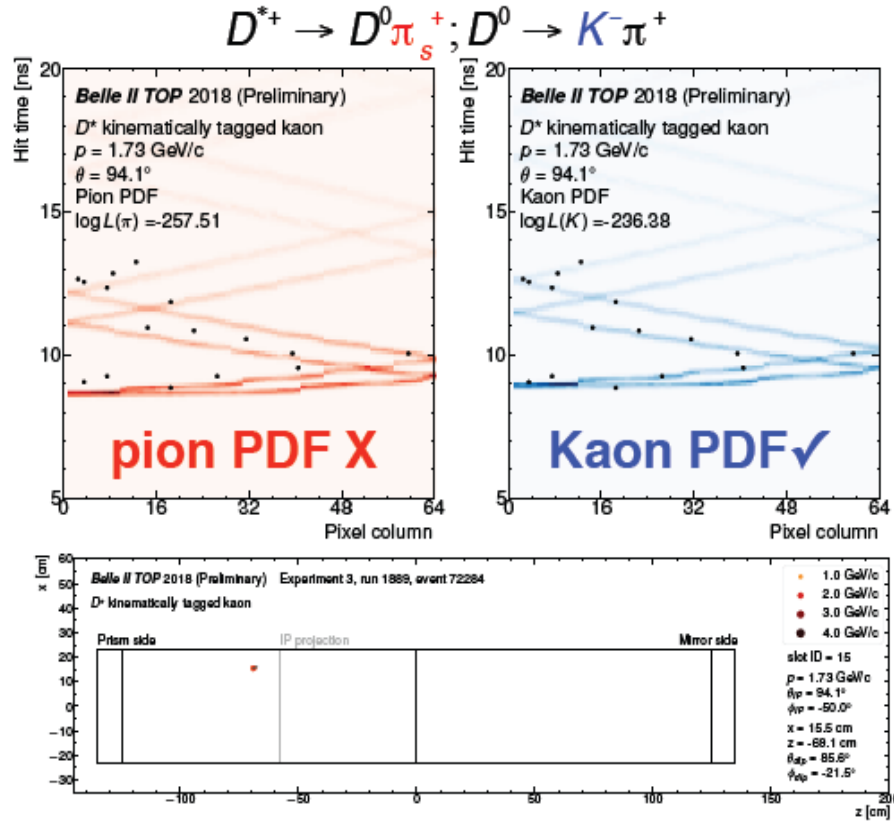 D*+ → D0πs+; D0 → K−π+
Hit time [ns]
20
15
10
5
Belle II TOP 2018 (Preliminary)
D* kinematically tagged kaon
p = 1.73 GeV/c
θ = 94.1°
Pion PDF
log L(π) =-257.51
pion PDF X
0 16 32 48 64
Pixel column
Hit time [ns]
20
15
10
5
Belle II TOP 2018 (Preliminary)
D* kinematically tagged kaon
p = 1.73 GeV/c
θ = 94.1°
Kaon PDF
log L(K) =-236.38
Kaon PDF✓
0 16 32 48 64
Pixel column
x [cm]
60
50
40
30
20
10
0
−10
−20
−30
Belle II TOP 2018 (Preliminary) Experiment 3, run 1889, event 72284
D* kinematically tagged kaon
Prism side
IP projection
Mirror side
1.0 GeV/c
2.0 GeV/c
3.0 GeV/c
4.0 GeV/c
slot ID = 15
p = 1.73 GeV/c
θIP = 94.1°
φIP = -50.0°
x = 15.5 cm
z = -69.1 cm
θslp = 85.6°
φslp = -21.5°
−100 −50 0 50 100 150 20
z [cm]